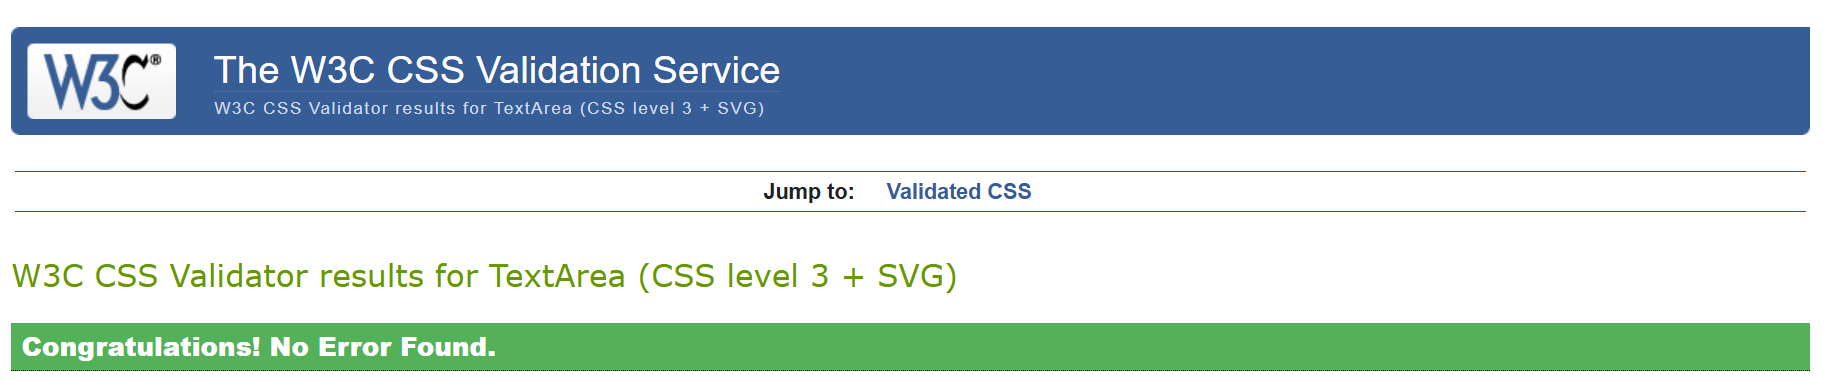 W3C®
The W3C CSS Validation Service
W3C CSS Validator results for TextArea (CSS level 3 + SVG)
Jump to: Validated CSS
W3C CSS Validator results for TextArea (CSS level 3 + SVG)
Congratulations! No Error Found.